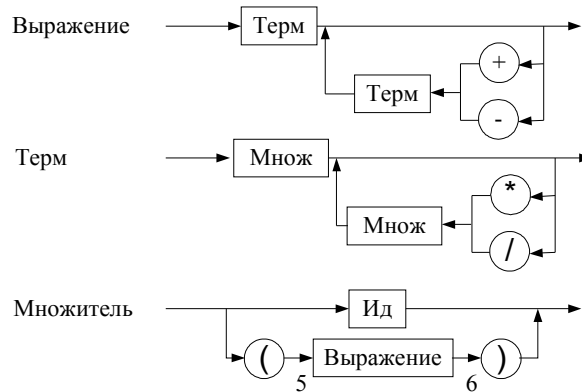 Выражение
Терм
+
Терм
-
Терм
Множ
*
Множ
/
Множитель
Ид
(
Выражение
)
5
6